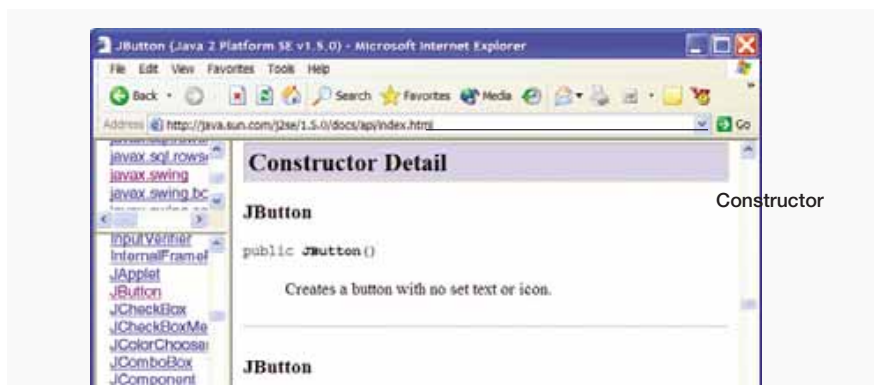 JButton (Java 2 Platform SE v1.5.0) - Microsoft Internet Explorer
File Edit View Favorites Tools Help
Back Search Favorites Media
Address http://java.sun.com/j2se/1.5.0/docs/api/index.html Go
javax.sql.rows
javax.swing
javax.swing.bo
InputVerifier
InternalFrameF
JApplet
JButton
JCheckBox
JCheckBoxMe
JColorChooser
JComboBox
JComponent
Constructor Detail
Constructor
JButton
public JButton()
Creates a button with no set text or icon.
JButton